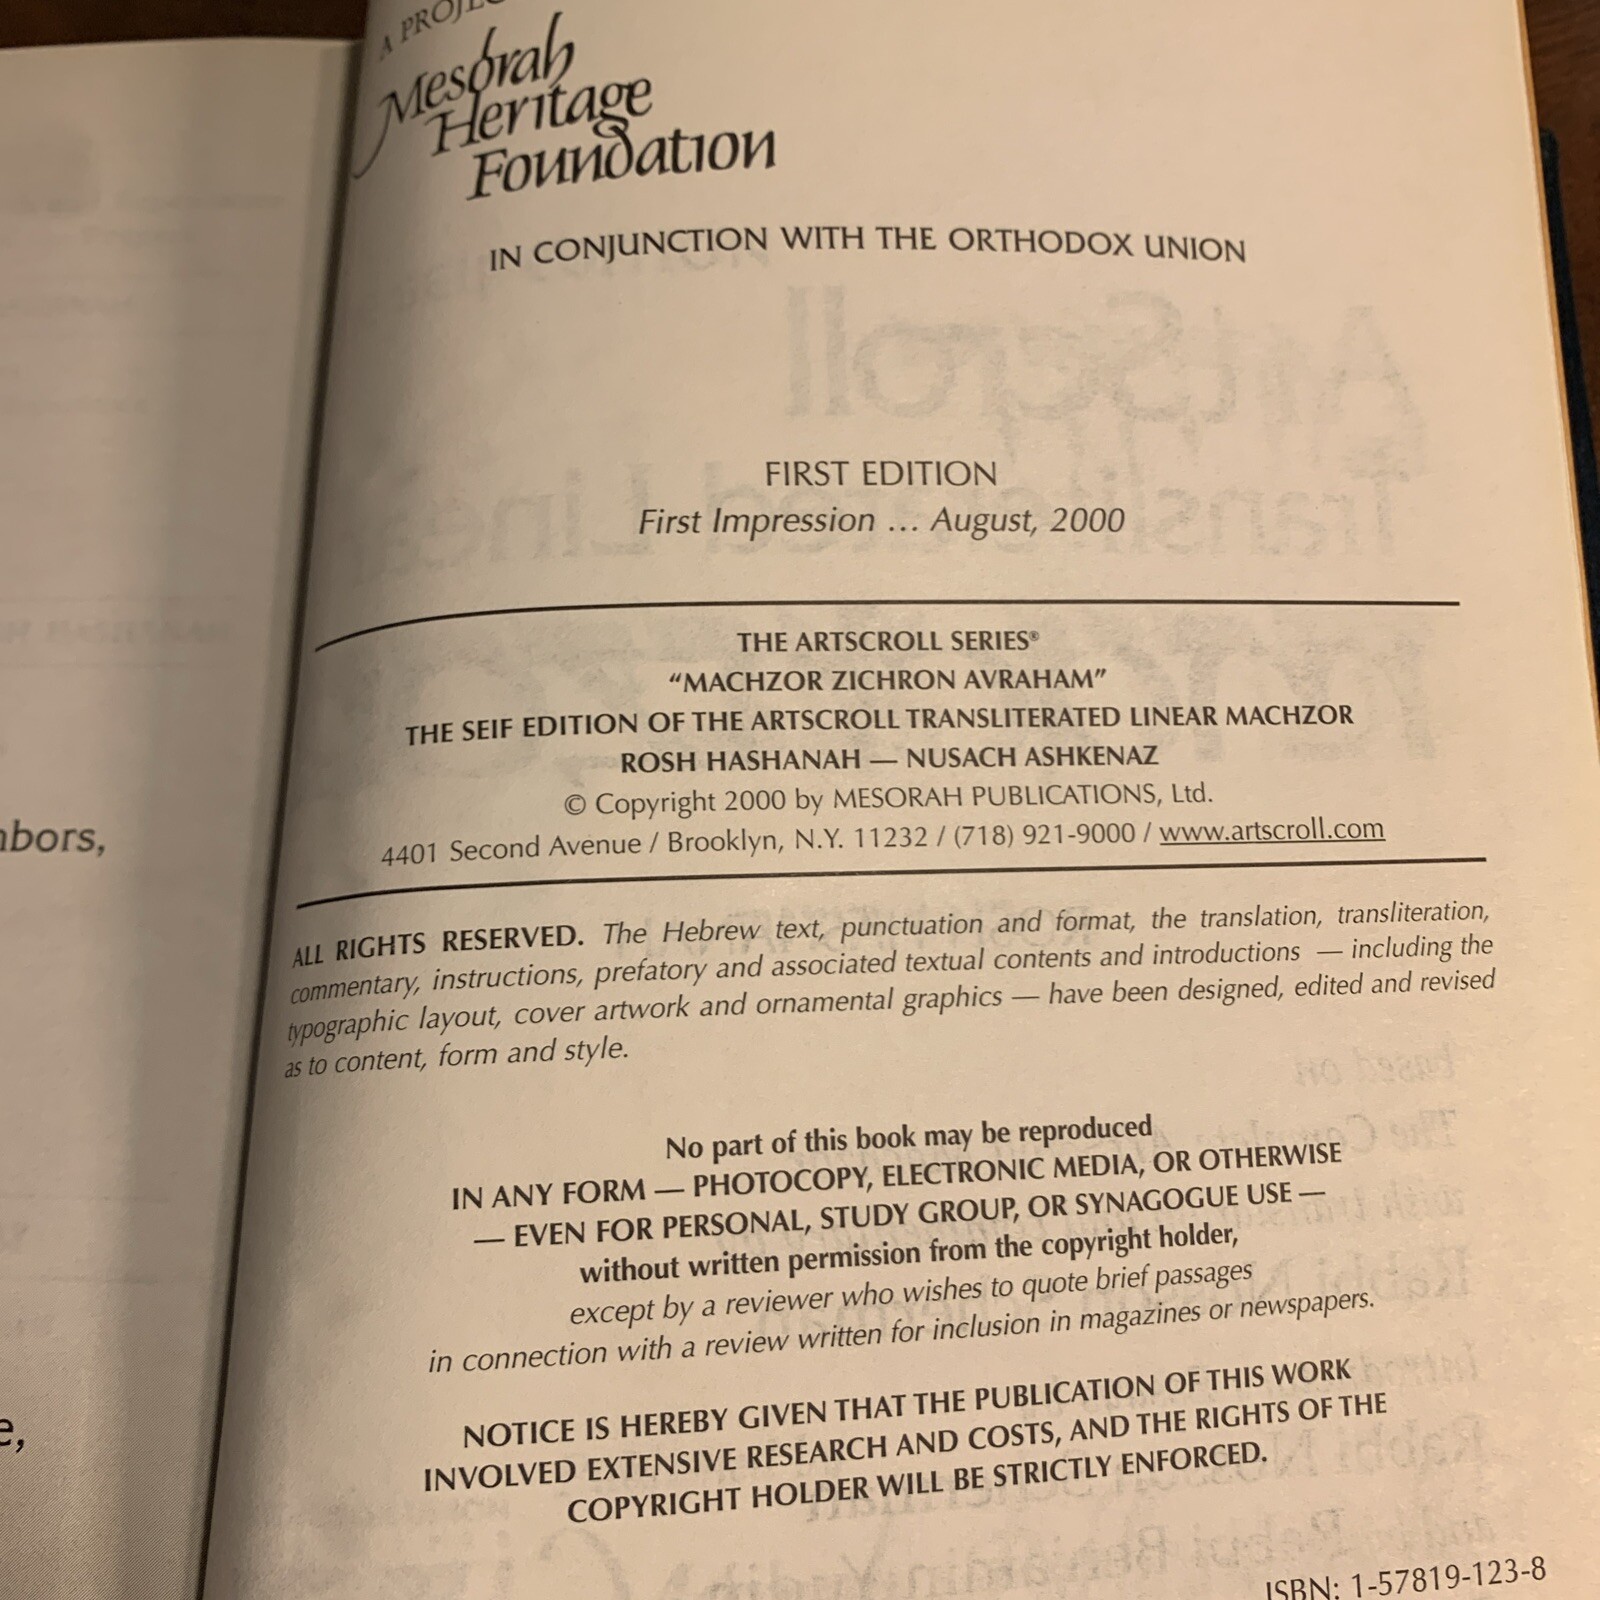 A PROJEC
Mesorah
Heritage
Foundation
IN CONJUNCTION WITH THE ORTHODOX UNION
FIRST EDITION
First Impression ... August, 2000
THE ARTSCROLL SERIES®
“MACHZOR ZICHRON AVRAHAM”
THE SEIF EDITION OF THE ARTSCROLL TRANSLITERATED LINEAR MACHZOR
ROSH HASHANAH — NUSACH ASHKENAZ
© Copyright 2000 by MESORAH PUBLICATIONS, Ltd.
4401 Second Avenue / Brooklyn, N.Y. 11232 / (718) 921-9000 / www.artscroll.com
ALL RIGHTS RESERVED. The Hebrew text, punctuation and format, the translation, transliteration,
commentary, instructions, prefatory and associated textual contents and introductions — including the
typographic layout, cover artwork and ornamental graphics — have been designed, edited and revised
as to content, form and style.
No part of this book may be reproduced
IN ANY FORM — PHOTOCOPY, ELECTRONIC MEDIA, OR OTHERWISE
— EVEN FOR PERSONAL, STUDY GROUP, OR SYNAGOGUE USE —
without written permission from the copyright holder,
except by a reviewer who wishes to quote brief passages
in connection with a review written for inclusion in magazines or newspapers.
NOTICE IS HEREBY GIVEN THAT THE PUBLICATION OF THIS WORK
INVOLVED EXTENSIVE RESEARCH AND COSTS, AND THE RIGHTS OF THE
COPYRIGHT HOLDER WILL BE STRICTLY ENFORCED.
ISBN: 1-57819-123-8